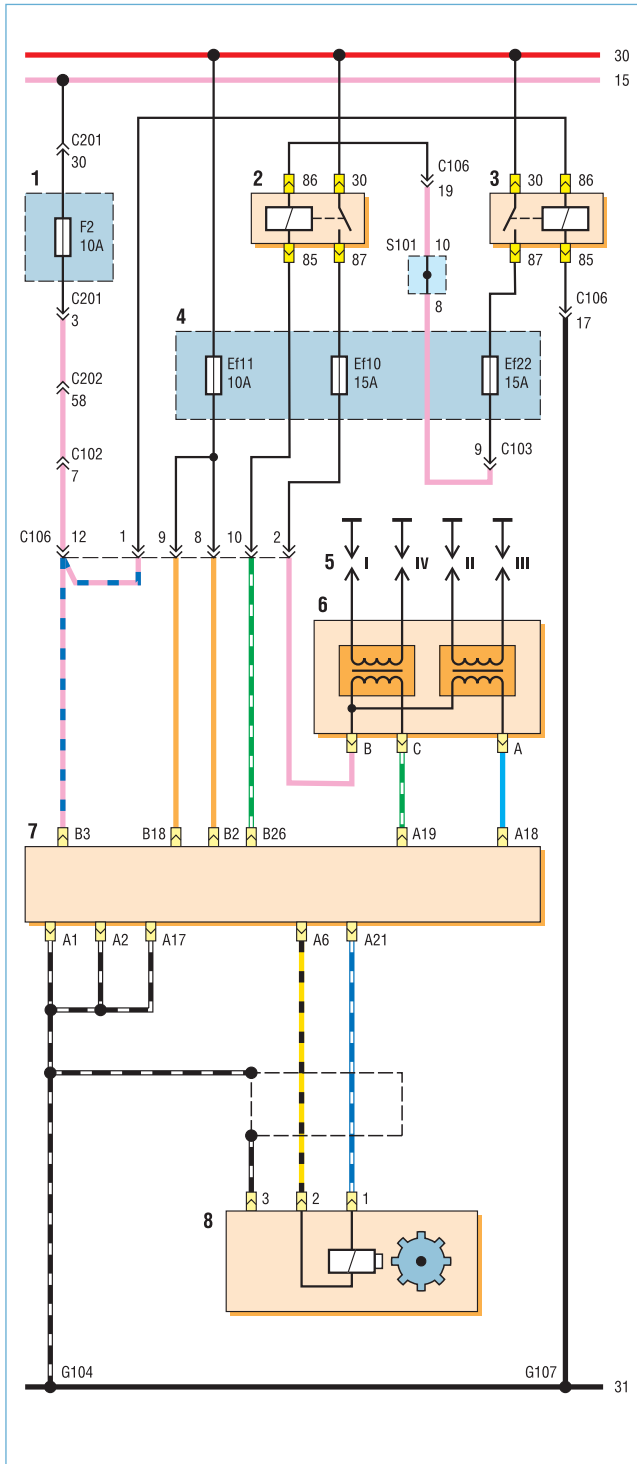 30
15
C201
30
1
F2
10A
C201
3
C202
58
C102
7
2
86
30
85
87
C106
19
S101
10
8
3
30
86
87
85
C106
17
4
Ef11
10A
Ef10
15A
Ef22
15A
9
C103
C106
12
1
9
8
10
2
5
I
IV
II
III
6
B
C
A
7
B3
B18
B2
B26
A19
A18
A1
A2
A17
A6
A21
8
3
2
1
G104
G107
31